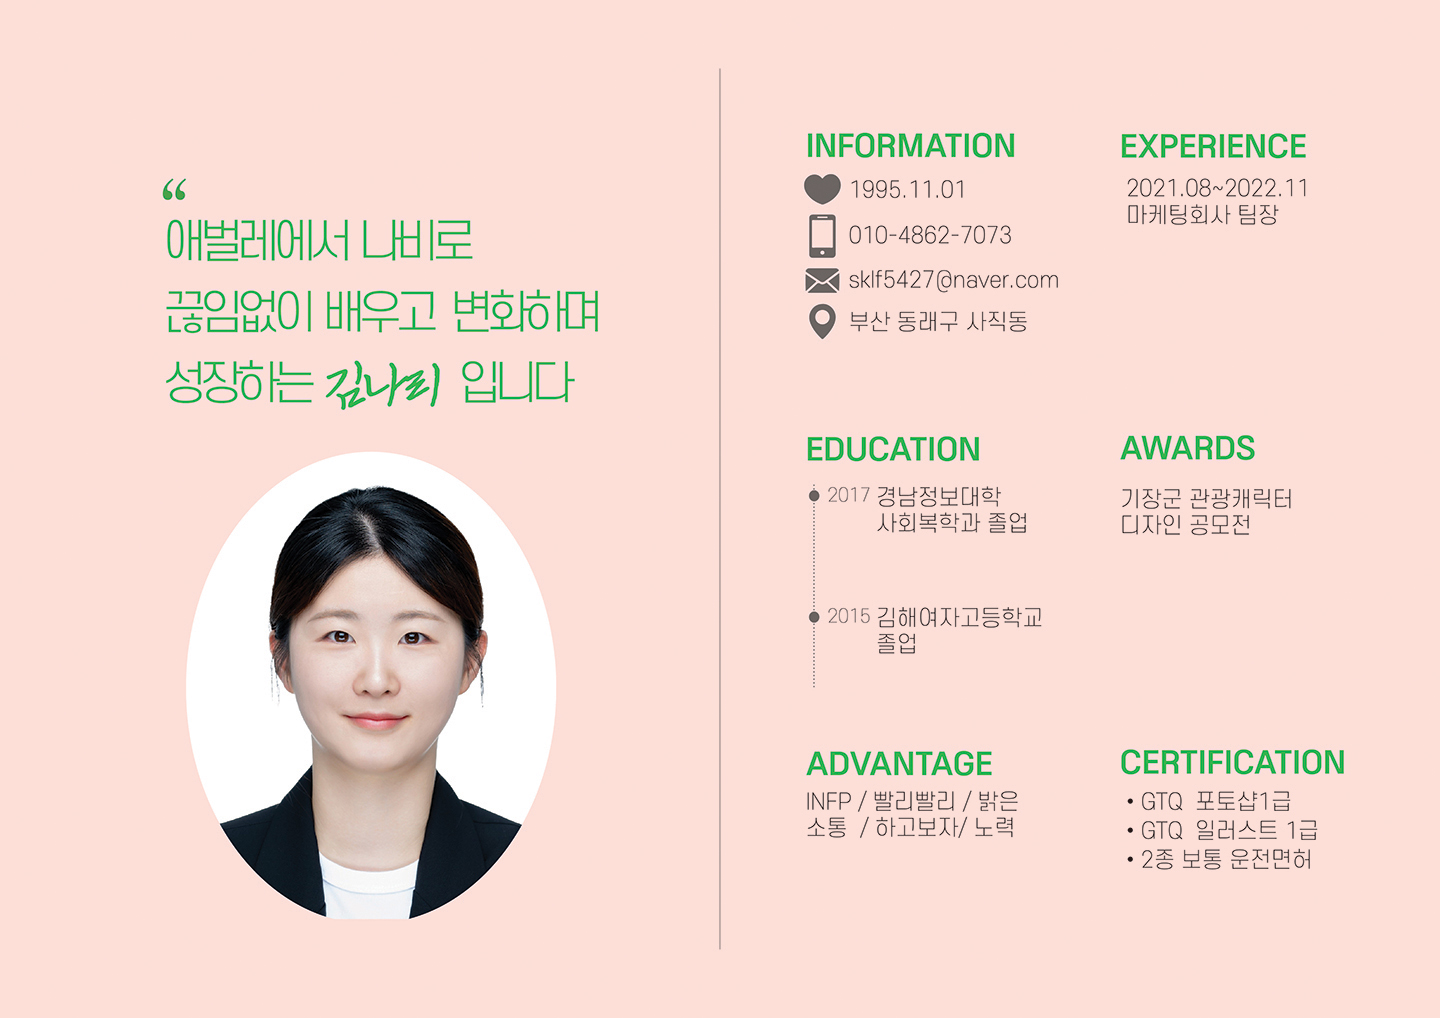 “
애벌레에서 나비로
끊임없이 배우고 변화하며
성장하는 김나리 입니다
INFORMATION
1995.11.01
010-4862-7073
sklf5427@naver.com
부산 동래구 사직동
EXPERIENCE
2021.08~2022.11
마케팅회사 팀장
EDUCATION
2017 경남정보대학
사회복학과 졸업
2015 김해여자고등학교
졸업
AWARDS
기장군 관광캐릭터
디자인 공모전
ADVANTAGE
INFP / 빨리빨리 / 밝은
소통 / 하고보자/ 노력
CERTIFICATION
• GTQ 포토샵1급
• GTQ 일러스트 1급
• 2종 보통 운전면허